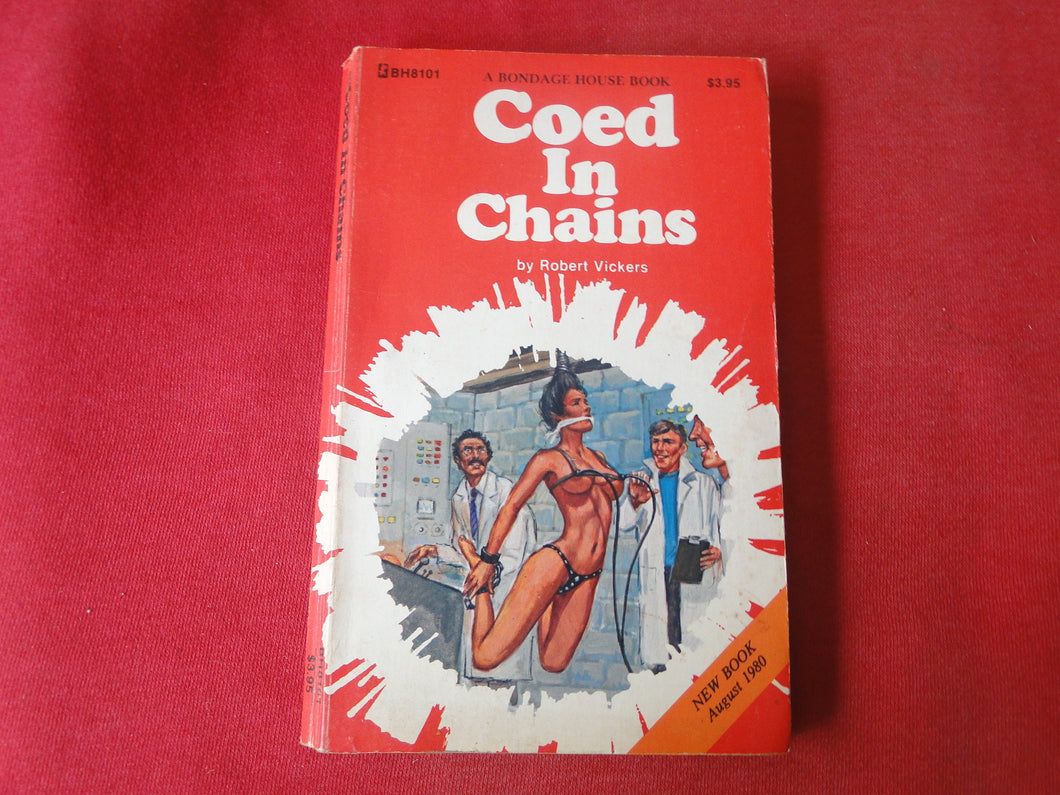 BH8101
A BONDAGE HOUSE BOOK
$3.95
Coed
In
Chains
by Robert Vickers
NEW BOOK
August 1980
Coed In Chains
$3.95